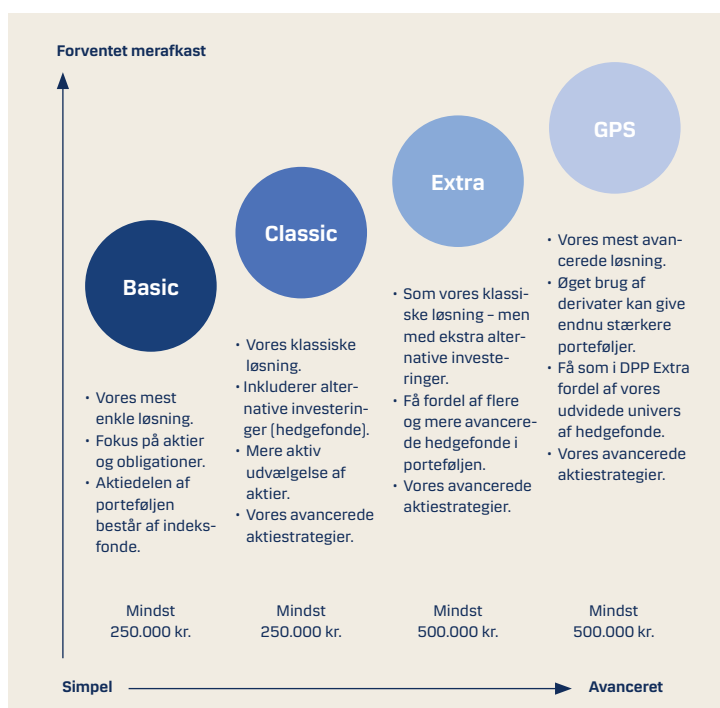 Forventet merafkast
Basic
• Vores mest
enkle løsning.
• Fokus på aktier
og obligationer.
• Aktiedelen af
porteføljen
består af indeks-
fonde.
Mindst
250.000 kr.
Classic
• Vores klassiske
løsning.
• Inkluderer alter-
native investerin-
ger (hedgefonde).
• Mere aktiv
udvælgelse af
aktier.
• Vores avancerede
aktiestrategier.
Mindst
250.000 kr.
Extra
• Som vores klassi-
ske løsning – men
med ekstra alter-
native investe-
ringer.
• Få fordel af flere
og mere avancere-
de hedgefonde i
porteføljen.
• Vores avancerede
aktiestrategier.
Mindst
500.000 kr.
GPS
• Vores mest avan-
cerede løsning.
• Øget brug af
derivater kan give
endnu stærkere
porteføljer.
• Få som i DPP Extra
fordel af vores
udvidede univers
af hedgefonde.
• Vores avancerede
aktiestrategier.
Mindst
500.000 kr.
Simpel
Avanceret